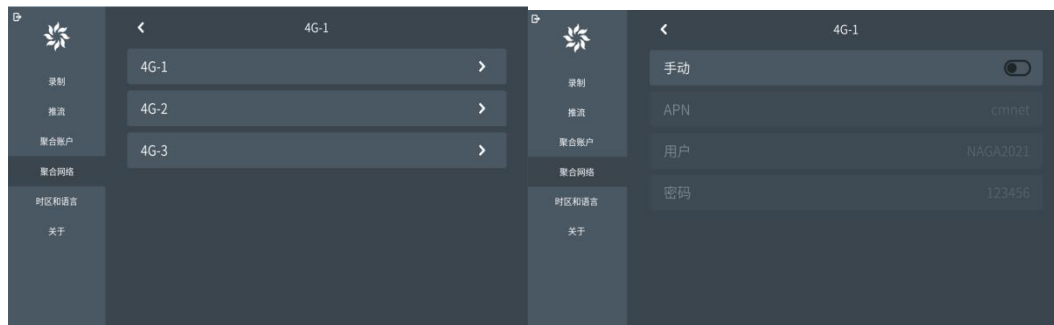 4G-1
4G-1
4G-2
4G-3
录制
推流
聚合账户
聚合网络
时区和语言
关于
4G-1
手动
APN cmnet
用户 NAGA2021
密码 123456
录制
推流
聚合账户
聚合网络
时区和语言
关于